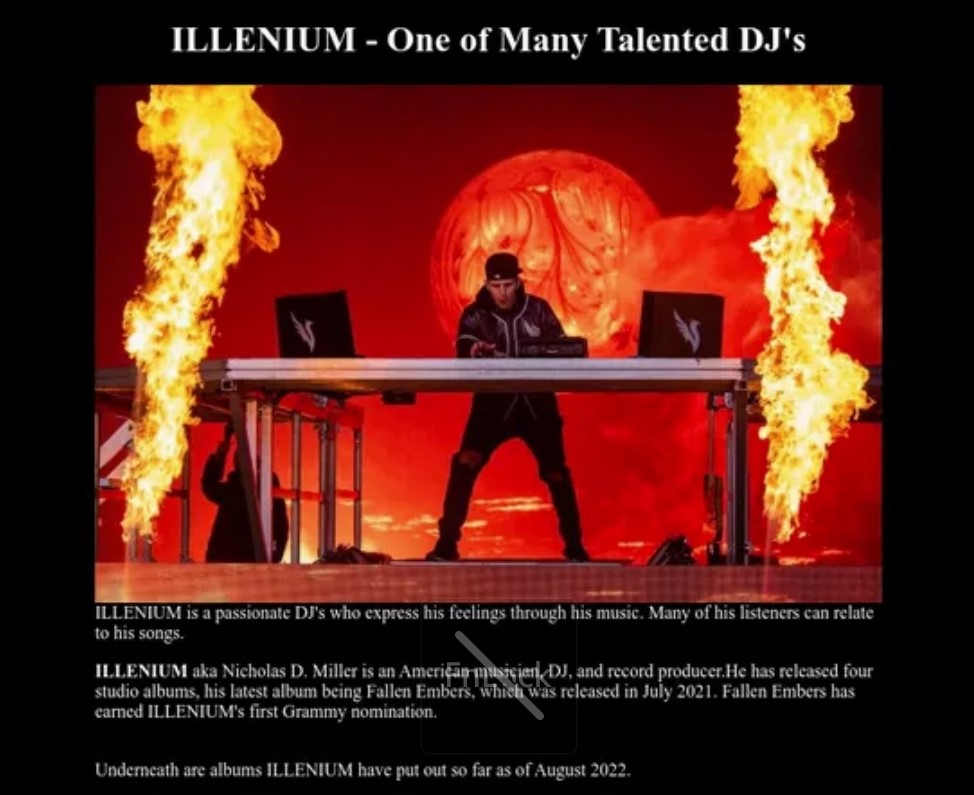 ILLENIUM - One of Many Talented DJ's
ILLENIUM is a passionate DJ's who express his feelings through his music. Many of his listeners can relate
to his songs.
ILLENIUM aka Nicholas D. Miller is an American musician, DJ, and record producer.He has released four
studio albums, his latest album being Fallen Embers, which was released in July 2021. Fallen Embers has
earned ILLENIUM's first Grammy nomination.
Underneath are albums ILLENIUM have put out so far as of August 2022.